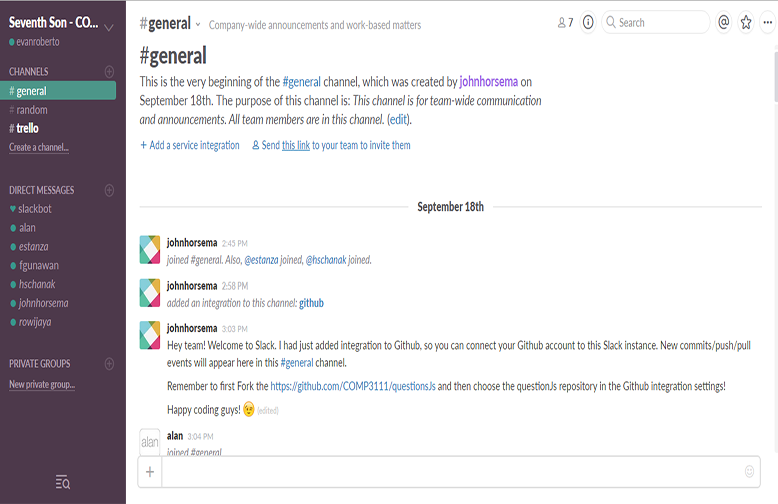 Seventh Son - CO...
evanroberto
CHANNELS
# general
# random
# trello
Create a channel...
DIRECT MESSAGES
slackbot
alan
estanza
fgunawan
hschanak
johnhorsema
rowijaya
PRIVATE GROUPS
New private group...
#general Company-wide announcements and work-based matters
7
Search
#general
This is the very beginning of the #general channel, which was created by johnhorsema on
September 18th. The purpose of this channel is: This channel is for team-wide communication
and announcements. All team members are in this channel. (edit).
+ Add a service integration Send this link to your team to invite them
September 18th
johnhorsema 2:45 PM
joined #general. Also, @estanza joined, @hschanak joined.
johnhorsema 2:58 PM
added an integration to this channel: github
johnhorsema 3:03 PM
Hey team! Welcome to Slack. I had just added integration to Github, so you can connect your Github account to this Slack instance. New commits/push/pull
events will appear here in this #general channel.
Remember to first Fork the https://github.com/COMP3111/questionsJs and then choose the questionJs repository in the Github integration settings!
Happy coding guys! 😉 (edited)
alan
alan 3:04 PM
joined #general